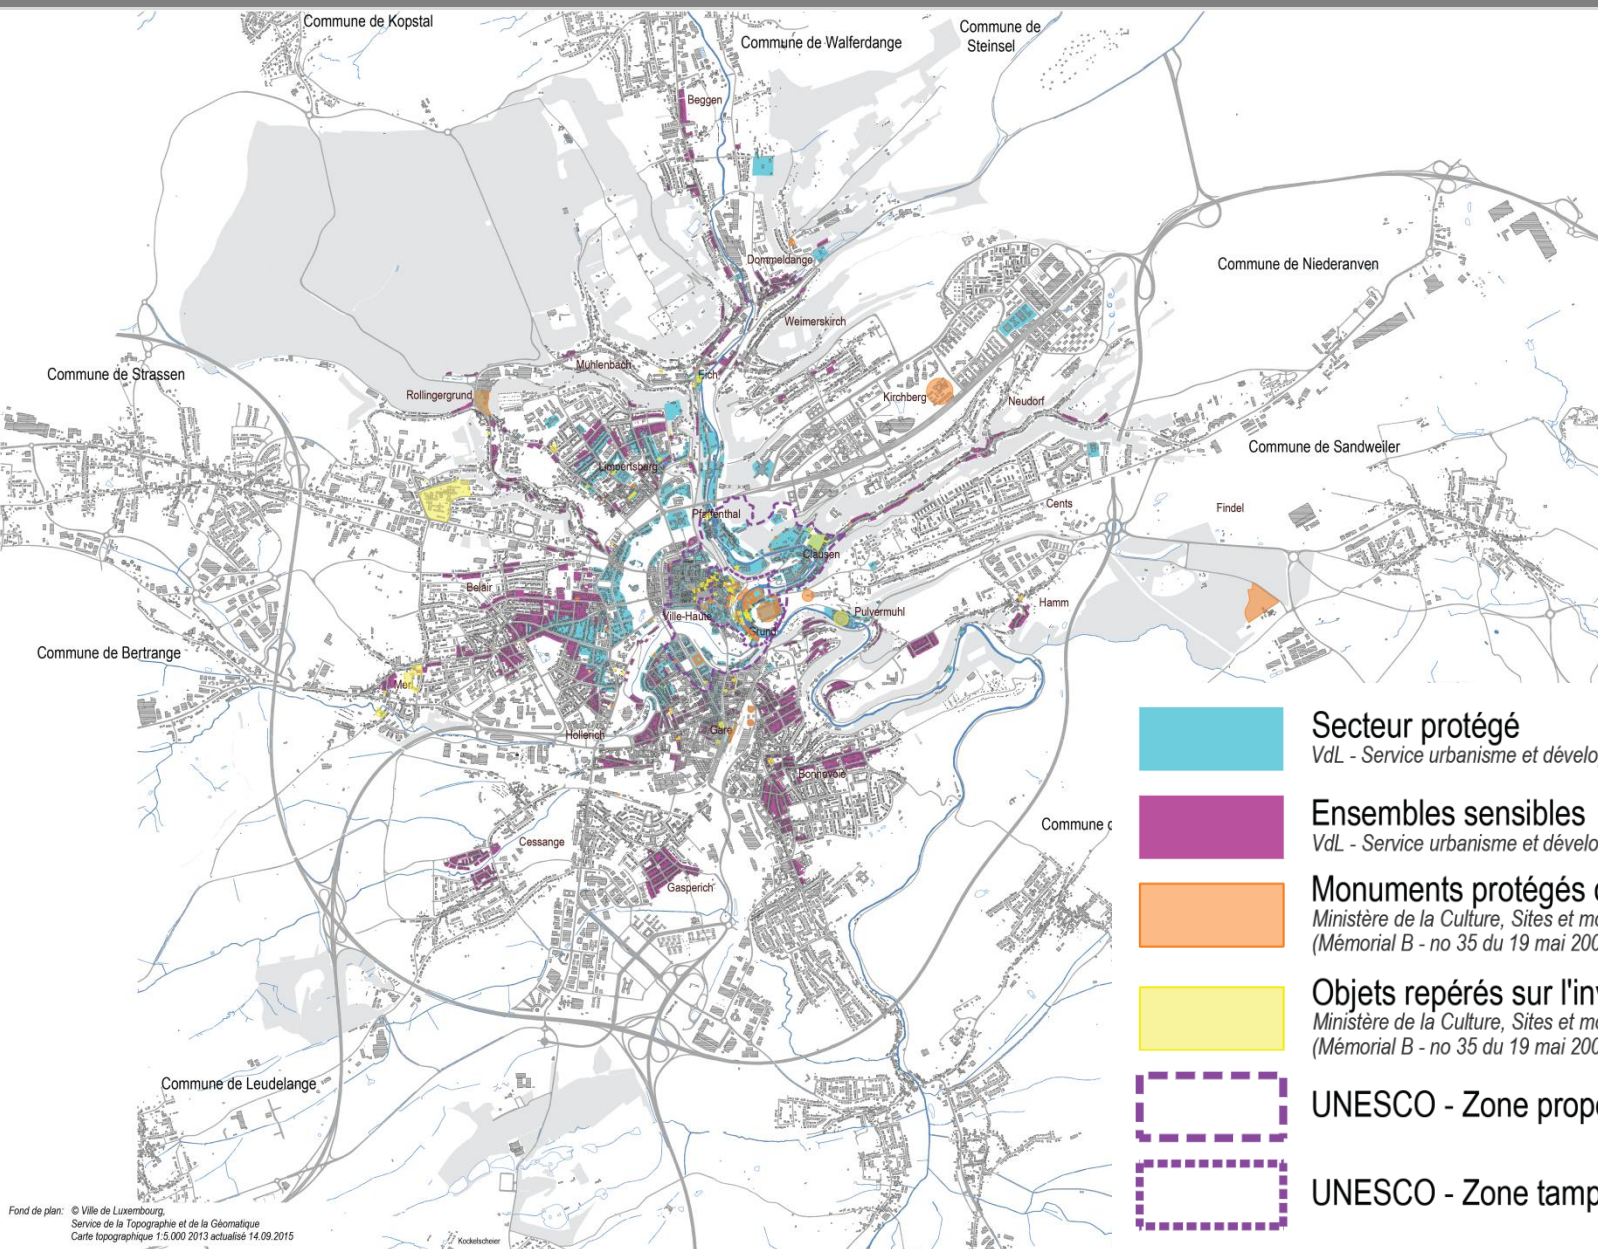 Commune de Kopstal
Commune de Walferdange
Commune de
Steinsel
Beggen
Dommeldange
Commune de Niederanven
Weimerskirch
Mühlenbach
Eich
Commune de Strassen
Rollingergrund
Kirchberg
Neudorf
Commune de Sandweiler
Limpertsberg
Cents
Findel
Pfaffenthal
Clausen
Belair
Hamm
Ville-Haute
Pulvermuhl
Grund
Commune de Bertrange
Merl
Hollerich
Gare
Bonnevoie
Commune
Cessange
Gasperich
Commune de Leudelange
Kockelscheier
Secteur protégé
VdL - Service urbanisme et dévelo
Ensembles sensibles
VdL - Service urbanisme et dévelo
Monuments protégés
Ministère de la Culture, Sites et mo
(Mémorial B - no 35 du 19 mai 200
Objets repérés sur l'inv
Ministère de la Culture, Sites et mo
(Mémorial B - no 35 du 19 mai 200
UNESCO - Zone prop
UNESCO - Zone tamp
Fond de plan: © Ville de Luxembourg,
Service de la Topographie et de la Géomatique
Carte topographique 1:5.000 2013 actualisé 14.09.2015